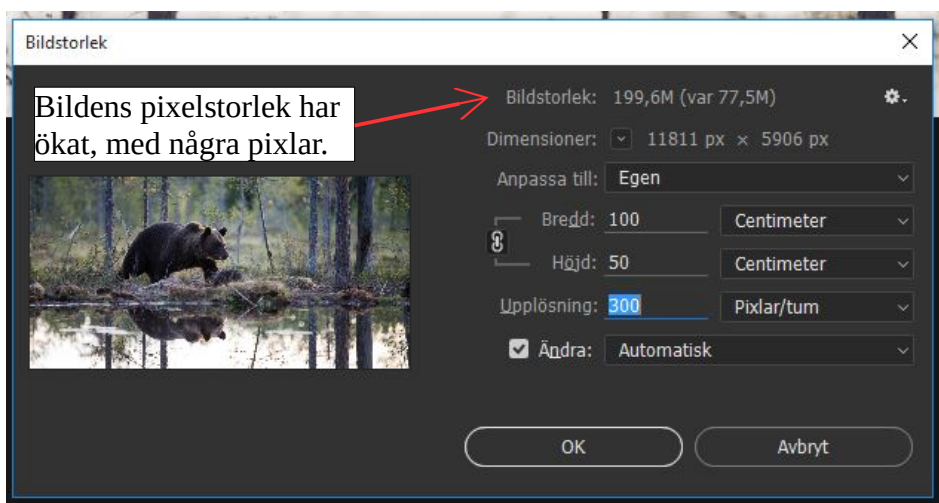 Bildstorlek
Bildens pixelstorlek har
ökat, med några pixlar.
Bildstorlek: 199,6M (var 77,5M)
Dimensioner: 11811 px × 5906 px
Anpassa till: Egen
Bredd: 100 Centimeter
Höjd: 50 Centimeter
Upplösning: 300 Pixlar/tum
Ändra: Automatisk
OK Avbryt